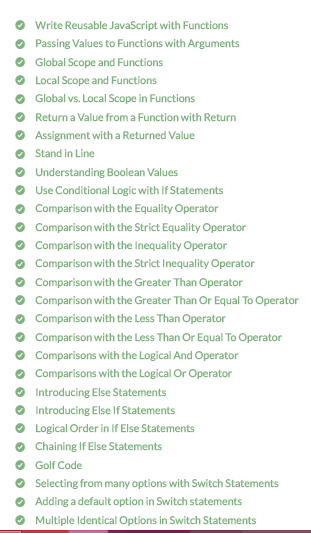 Write Reusable JavaScript with Functions
Passing Values to Functions with Arguments
Global Scope and Functions
Local Scope and Functions
Global vs. Local Scope in Functions
Return a Value from a Function with Return
Assignment with a Returned Value
Stand in Line
Understanding Boolean Values
Use Conditional Logic with If Statements
Comparison with the Equality Operator
Comparison with the Strict Equality Operator
Comparison with the Inequality Operator
Comparison with the Strict Inequality Operator
Comparison with the Greater Than Operator
Comparison with the Greater Than Or Equal To Operator
Comparison with the Less Than Operator
Comparison with the Less Than Or Equal To Operator
Comparisons with the Logical And Operator
Comparisons with the Logical Or Operator
Introducing Else Statements
Introducing Else If Statements
Logical Order in If Else Statements
Chaining If Else Statements
Golf Code
Selecting from many options with Switch Statements
Adding a default option in Switch statements
Multiple Identical Options in Switch Statements